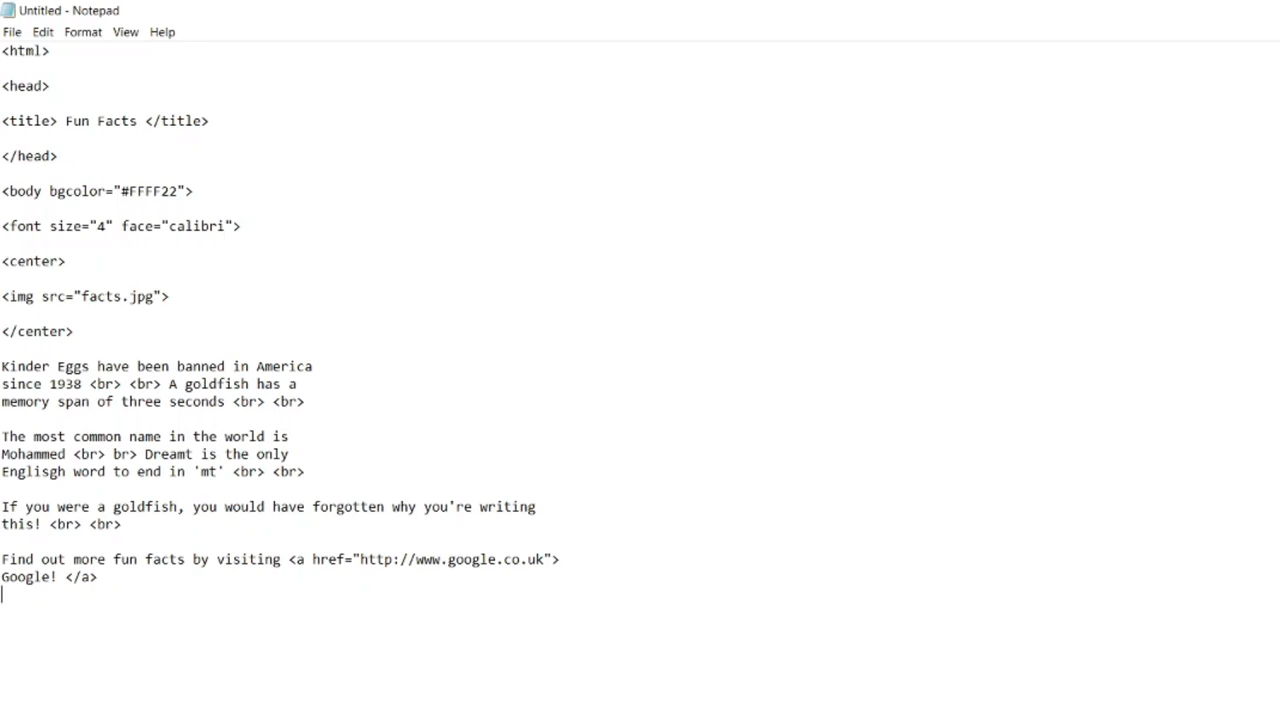 Untitled - Notepad
File Edit Format View Help
<html>
<head>
<title> Fun Facts </title>
</head>
<body bgcolor="#FFFF22">
<font size="4" face="calibri">
<center>
<img src="facts.jpg">
</center>
Kinder Eggs have been banned in America
since 1938 <br> <br> A goldfish has a
memory span of three seconds <br> <br>
The most common name in the world is
Mohammed <br> br> Dreamt is the only
Englisgh word to end in 'mt' <br> <br>
If you were a goldfish, you would have forgotten why you're writing
this! <br> <br>
Find out more fun facts by visiting <a href="http://www.google.co.uk">
Google! </a>